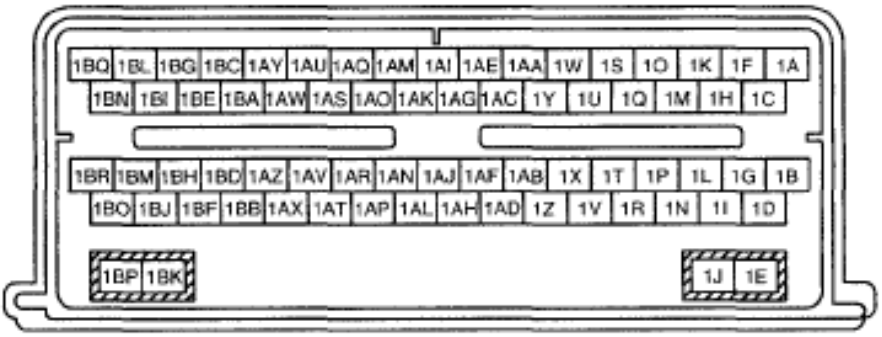 1BQ 1BL 1BG 1BC 1AY 1AU 1AQ 1AM 1AI 1AE 1AA 1W 1S 1O 1K 1F 1A
1BN 1BI 1BE 1BA 1AW 1AS 1AO 1AK 1AG 1AC 1Y 1U 1Q 1M 1H 1C
1BR 1BM 1BH 1BD 1AZ 1AV 1AR 1AN 1AJ 1AF 1AB 1X 1T 1P 1L 1G 1B
1BO 1BJ 1BF 1BB 1AX 1AT 1AP 1AL 1AH 1AD 1Z 1V 1R 1N 1I 1D
1BP 1BK 1J 1E